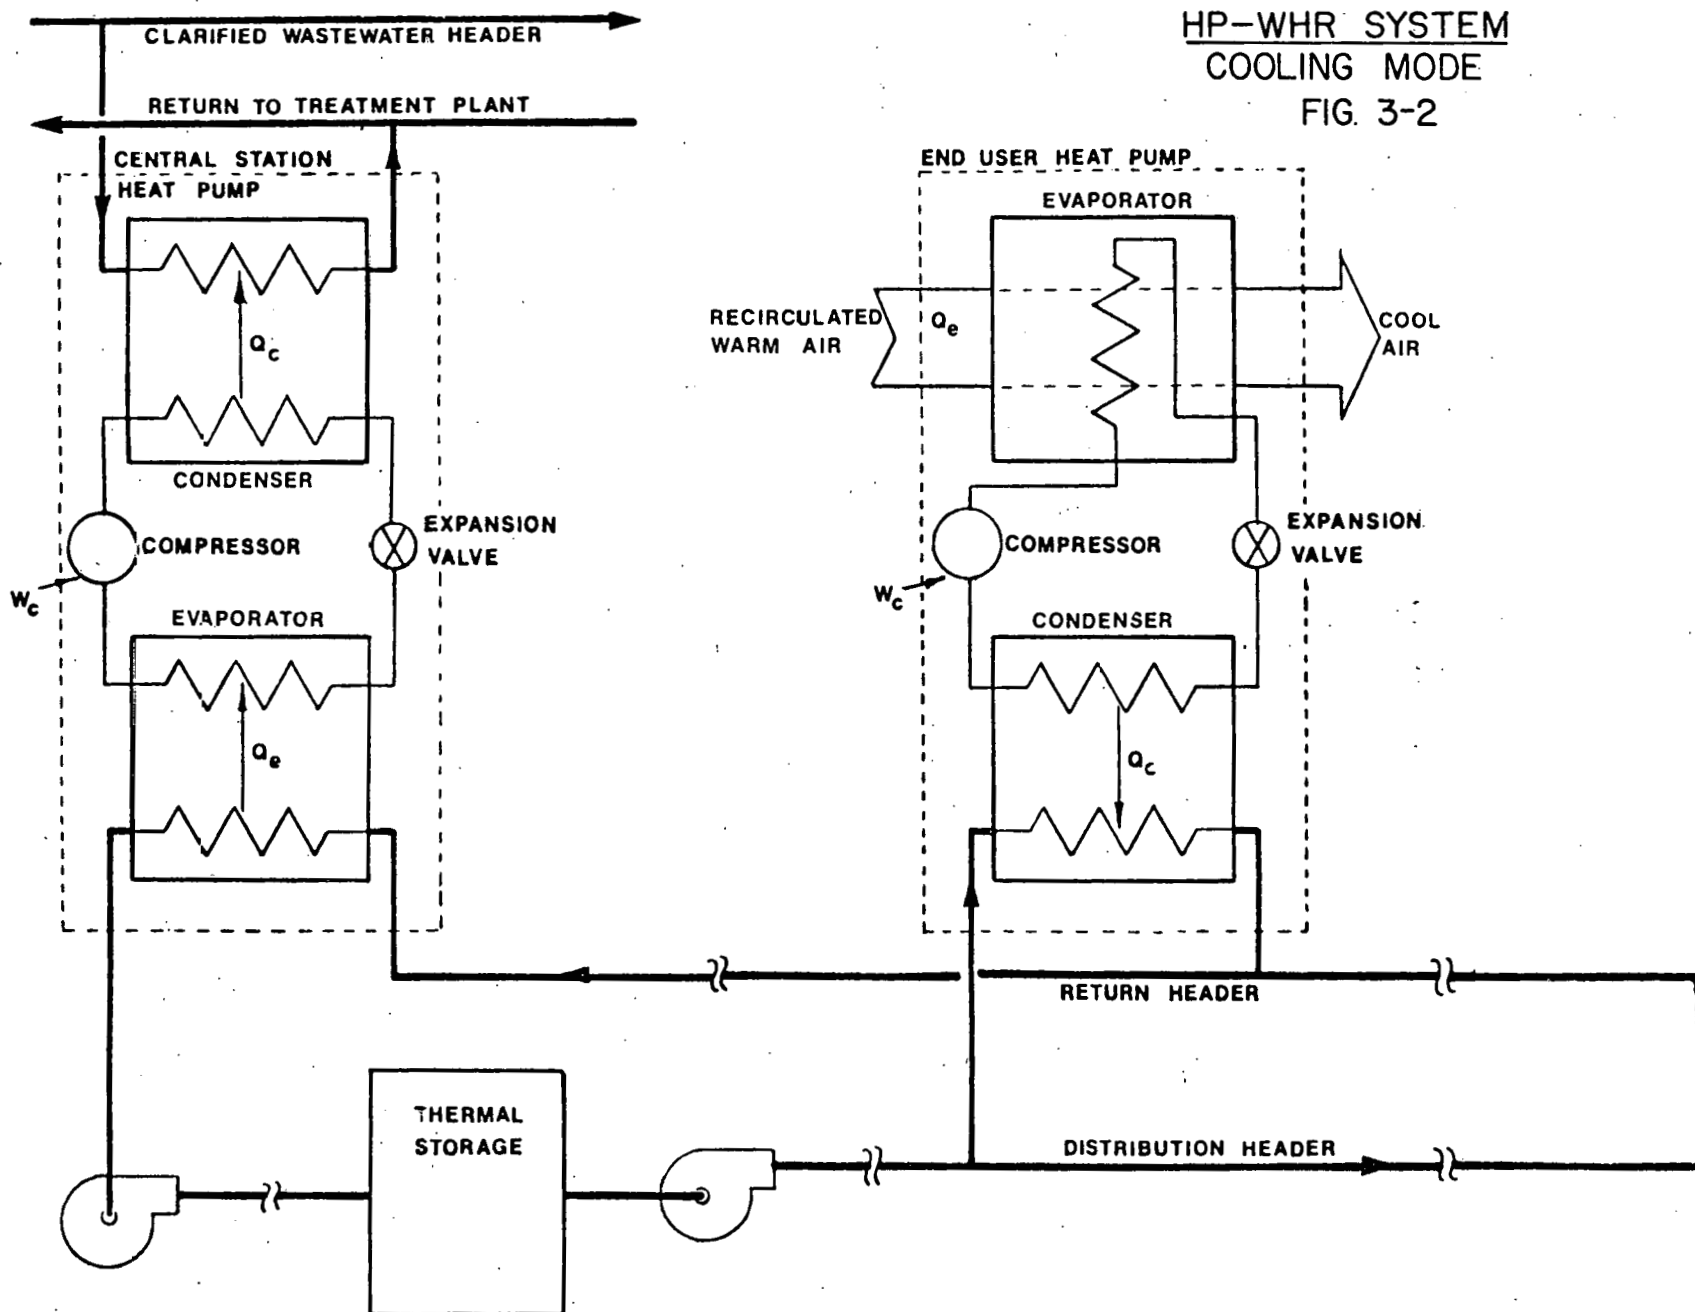 HP-WHR SYSTEM
COOLING MODE
FIG. 3-2
CLARIFIED WASTEWATER HEADER
RETURN TO TREATMENT PLANT
CENTRAL STATION
HEAT PUMP
Qc
CONDENSER
COMPRESSOR
EXPANSION
VALVE
Wc
EVAPORATOR
Qe
END USER HEAT PUMP
EVAPORATOR
RECIRCULATED
WARM AIR
Qe
COOL
AIR
COMPRESSOR
EXPANSION
VALVE
Wc
CONDENSER
Qc
RETURN HEADER
THERMAL
STORAGE
DISTRIBUTION HEADER